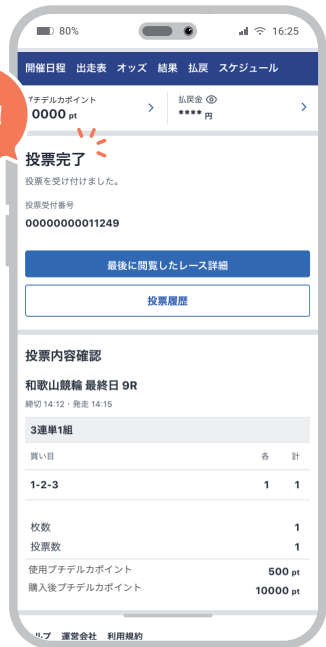 80%
16:25
開催日程 出走表 オッズ 結果 払戻 スケジュール
プチデルカポイント
払戻金
0000 pt
**** 円
!
投票完了
投票を受け付けました。
投票受付番号
00000000011249
最後に閲覧したレース詳細
投票履歴
投票内容確認
和歌山競輪 最終日 9R
締切 14:12・発走 14:15
3連単1組
買い目 各 計
1-2-3 1 1
枚数 1
投票数 1
使用プチデルカポイント 500 pt
購入後プチデルカポイント 10000 pt
ヘルプ 運営会社 利用規約